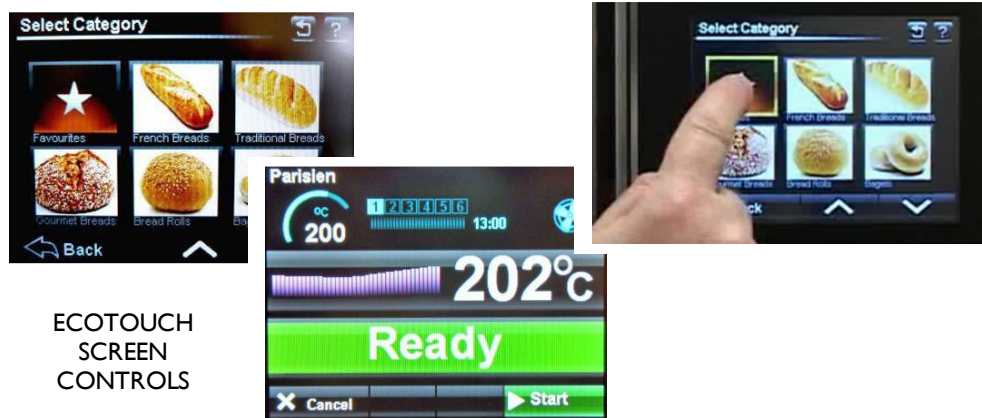 Select Category
?
Favourites
French Breads
Traditional Breads
Gourmet Breads
Bread Rolls
Back
Select Category
?
French Breads
Traditional Breads
Gourmet Breads
Bread Rolls
Bagels
Parisien
°C
200
1 2 3 4 5 6
13:00
202°C
Ready
X Cancel
Start
ECOTOUCH
SCREEN
CONTROLS